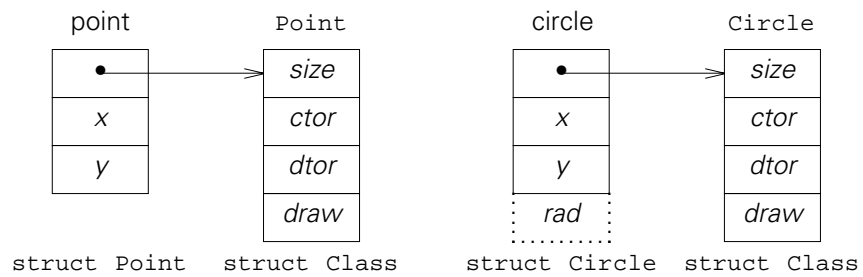 point Point circle Circle
size size
x ctor x ctor
y dtor y dtor
draw rad draw
struct Point struct Class struct Circle struct Class